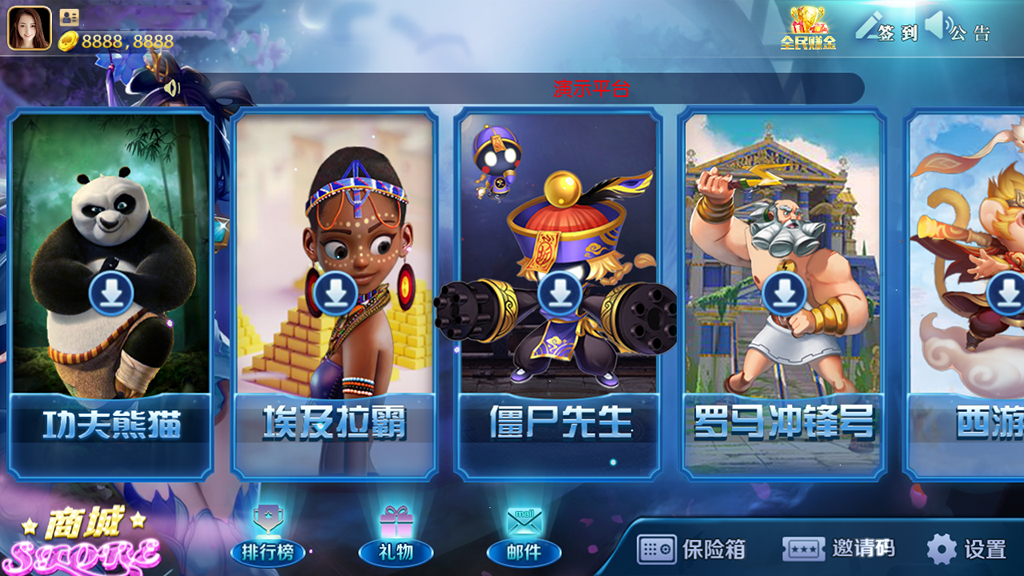 8888,8888
全民赚金
签到
公告
演示平台
功夫熊猫
埃及拉霸
僵尸先生
罗马冲锋号
西游
商城
STORE
排行榜
礼物
mail
邮件
保险箱
邀请码
设置